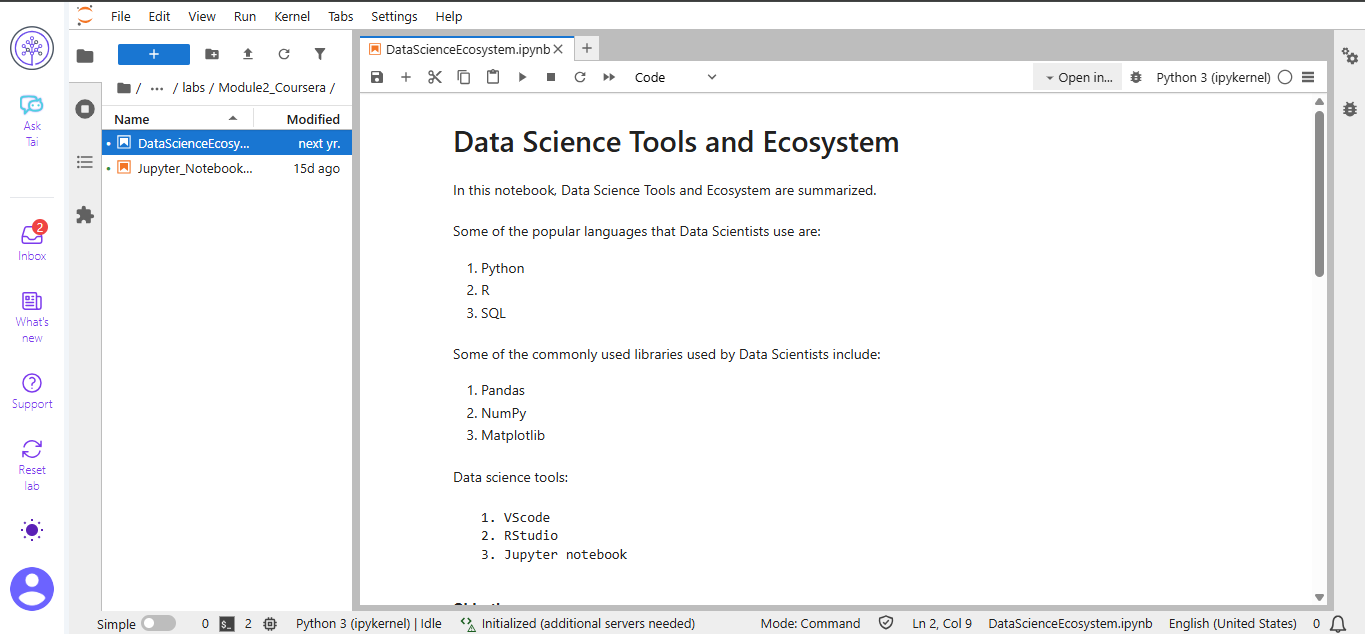 File Edit View Run Kernel Tabs Settings Help
Ask
Tai
2
Inbox
What's
new
Support
Reset
lab
+
/ ... / labs / Module2_Coursera /
Name Modified
DataScienceEcosy... next yr.
Jupyter_Notebook... 15d ago
DataScienceEcosystem.ipynb
Code
Open in...
Python 3 (ipykernel)
Data Science Tools and Ecosystem
In this notebook, Data Science Tools and Ecosystem are summarized.
Some of the popular languages that Data Scientists use are:
1. Python
2. R
3. SQL
Some of the commonly used libraries used by Data Scientists include:
1. Pandas
2. NumPy
3. Matplotlib
Data science tools:
1. VScode
2. RStudio
3. Jupyter notebook
Simple 0 $_ 2 Python 3 (ipykernel) | Idle Initialized (additional servers needed) Mode: Command Ln 2, Col 9 DataScienceEcosystem.ipynb English (United States) 0